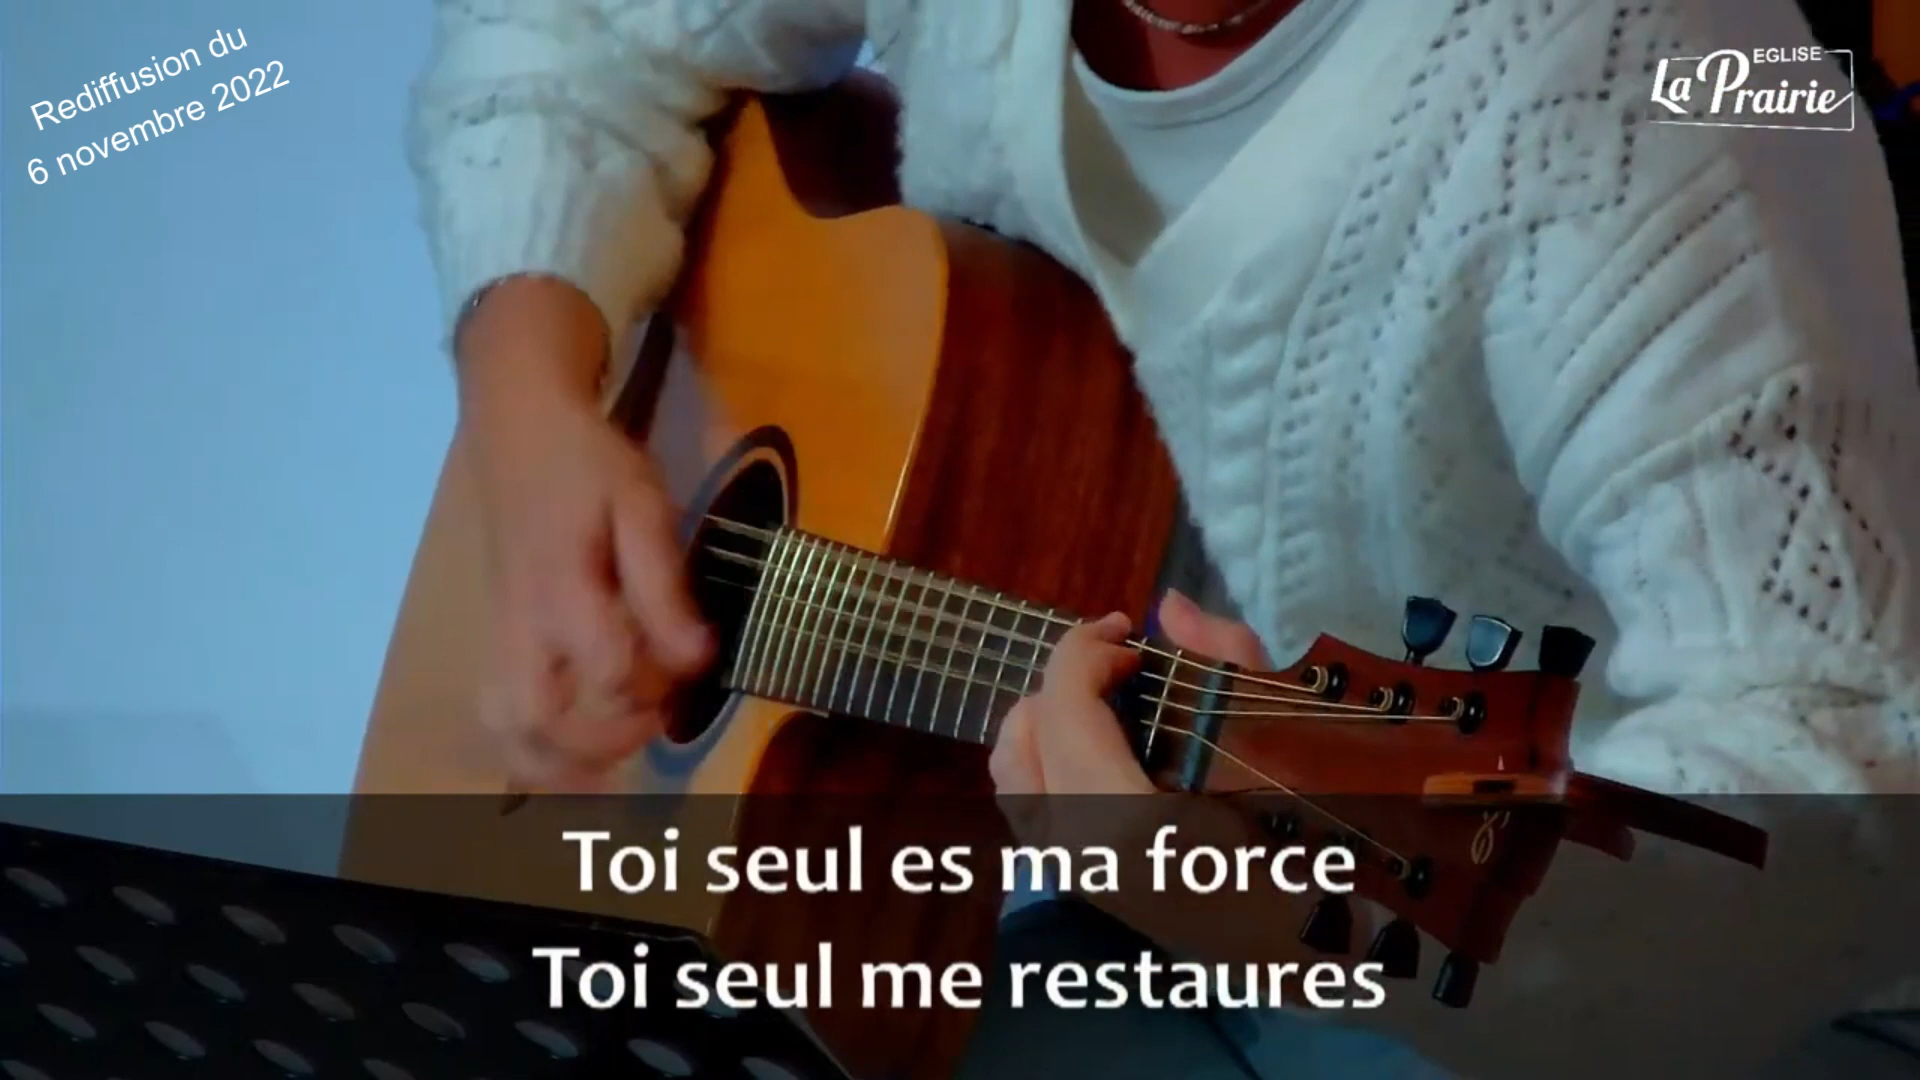 Rediffusion du
6 novembre 2022
EGLISE
La Prairie
Toi seul es ma force
Toi seul me restaures